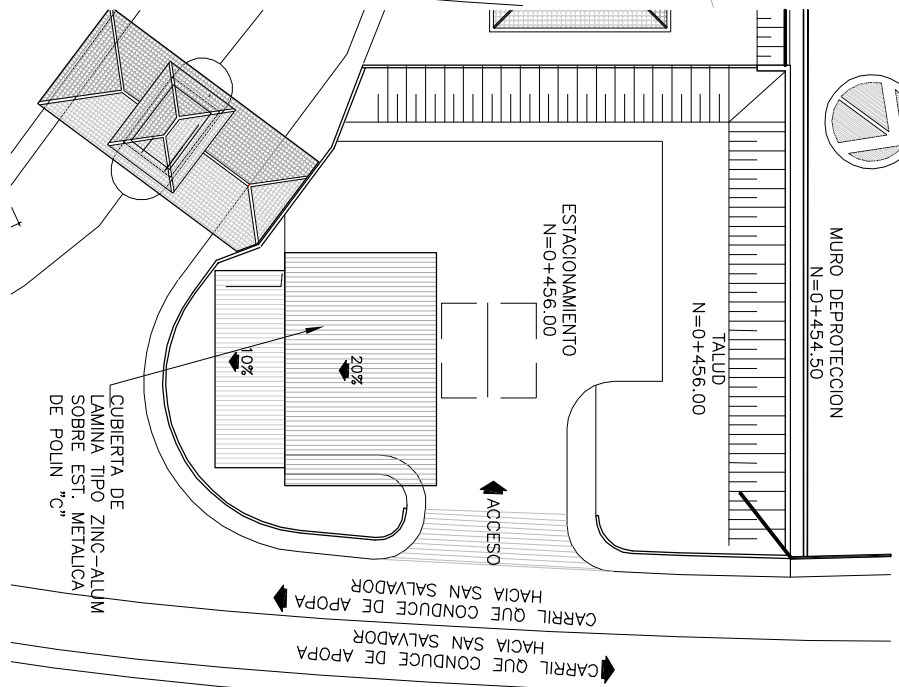 MURO DEPROTECCION
N=0+454.50
TALUD
N=0+456.00
ESTACIONAMIENTO
N=0+456.00
20%
10%
ACCESO
CUBIERTA DE
LAMINA TIPO ZINC-ALUM
SOBRE EST. METALICA
DE POLIN "C"
CARRIL QUE CONDUCE DE APOPA
HACIA SAN SALVADOR
CARRIL QUE CONDUCE DE APOPA
HACIA SAN SALVADOR